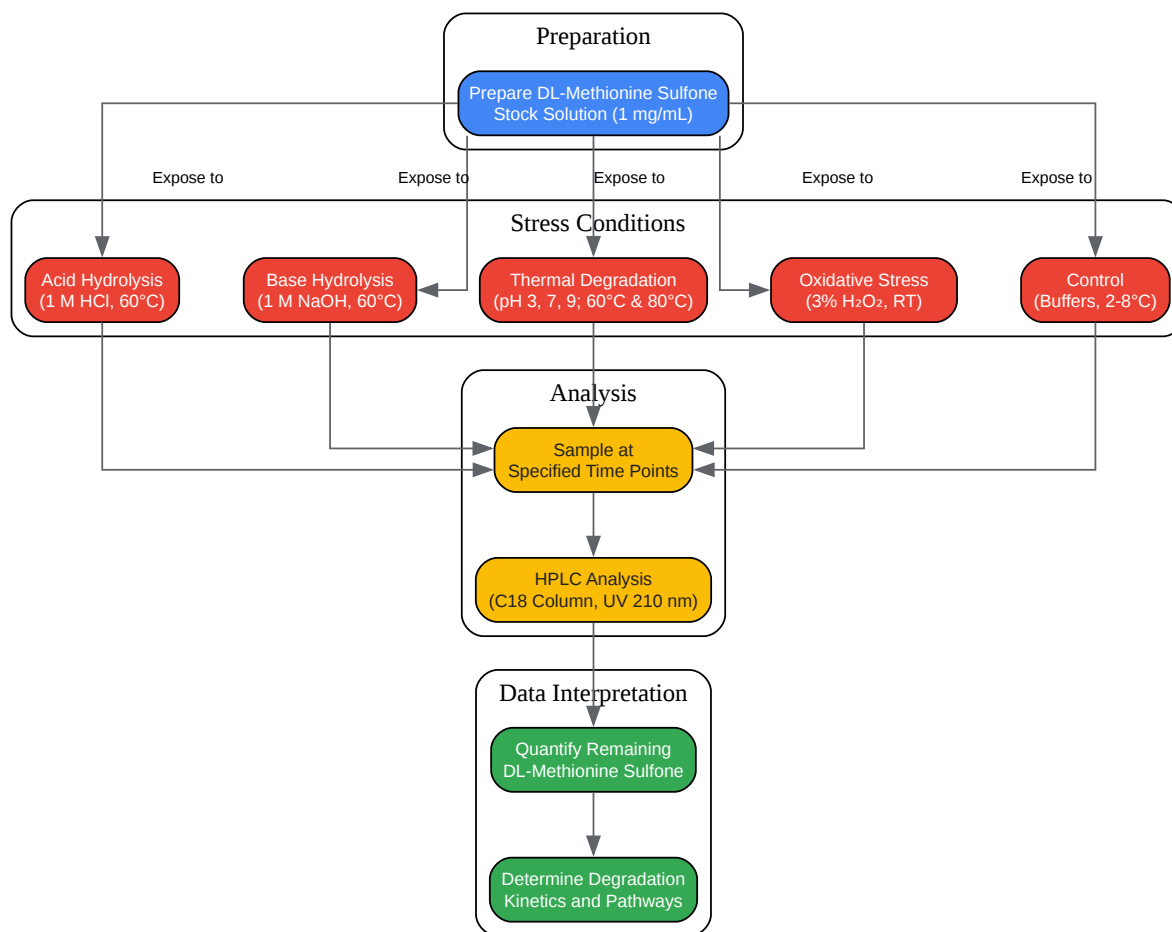 Preparation
Prepare DL-Methionine Sulfone
Stock Solution (1 mg/mL)
Expose to
Expose to
Expose to
Expose to
Expose to
Stress Conditions
Acid Hydrolysis
(1 M HCl, 60°C)
Base Hydrolysis
(1 M NaOH, 60°C)
Thermal Degradation
(pH 3, 7, 9; 60°C & 80°C)
Oxidative Stress
(3% H₂O₂, RT)
Control
(Buffers, 2-8°C)
Analysis
Sample at
Specified Time Points
HPLC Analysis
(C18 Column, UV 210 nm)
Data Interpretation
Quantify Remaining
DL-Methionine Sulfone
Determine Degradation
Kinetics and Pathways